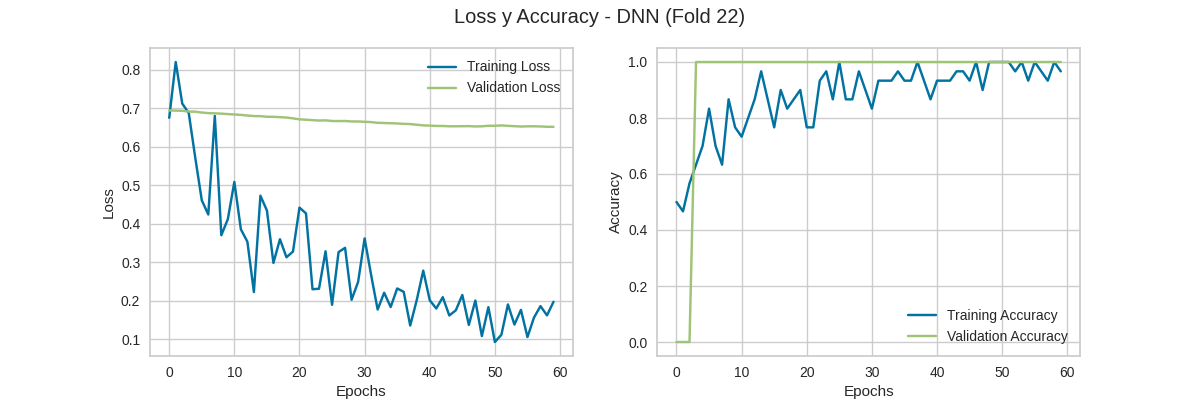 Loss y Accuracy - DNN (Fold 22)
0.8
0.7
0.6
0.5
0.4
0.3
0.2
0.1
Loss
Training Loss
Validation Loss
0 10 20 30 40 50 60
Epochs
1.0
0.8
0.6
0.4
0.2
0.0
Accuracy
Training Accuracy
Validation Accuracy
0 10 20 30 40 50 60
Epochs